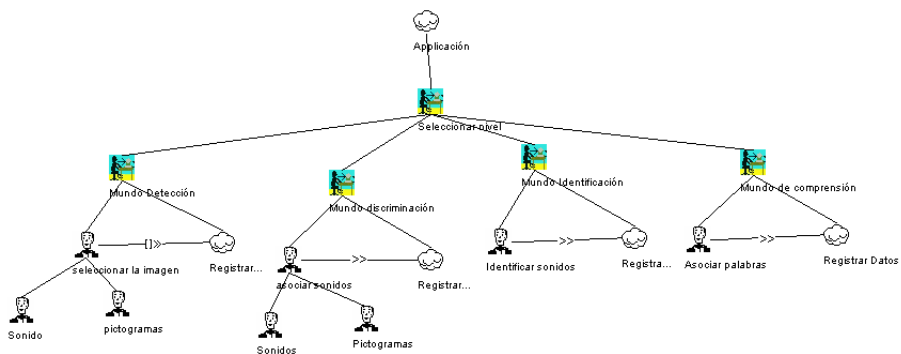 Applicación
Seleccionar nivel
Mundo Detección
Mundo discriminación
Mundo Identificación
Mundo de comprensión
[]»
>>
>>
>>
seleccionar la imagen
Registrar...
asociar sonidos
Registrar...
Identificar sonidos
Registra...
Asociar palabras
Registrar Datos
Sonido
pictogramas
Sonidos
Pictogramas